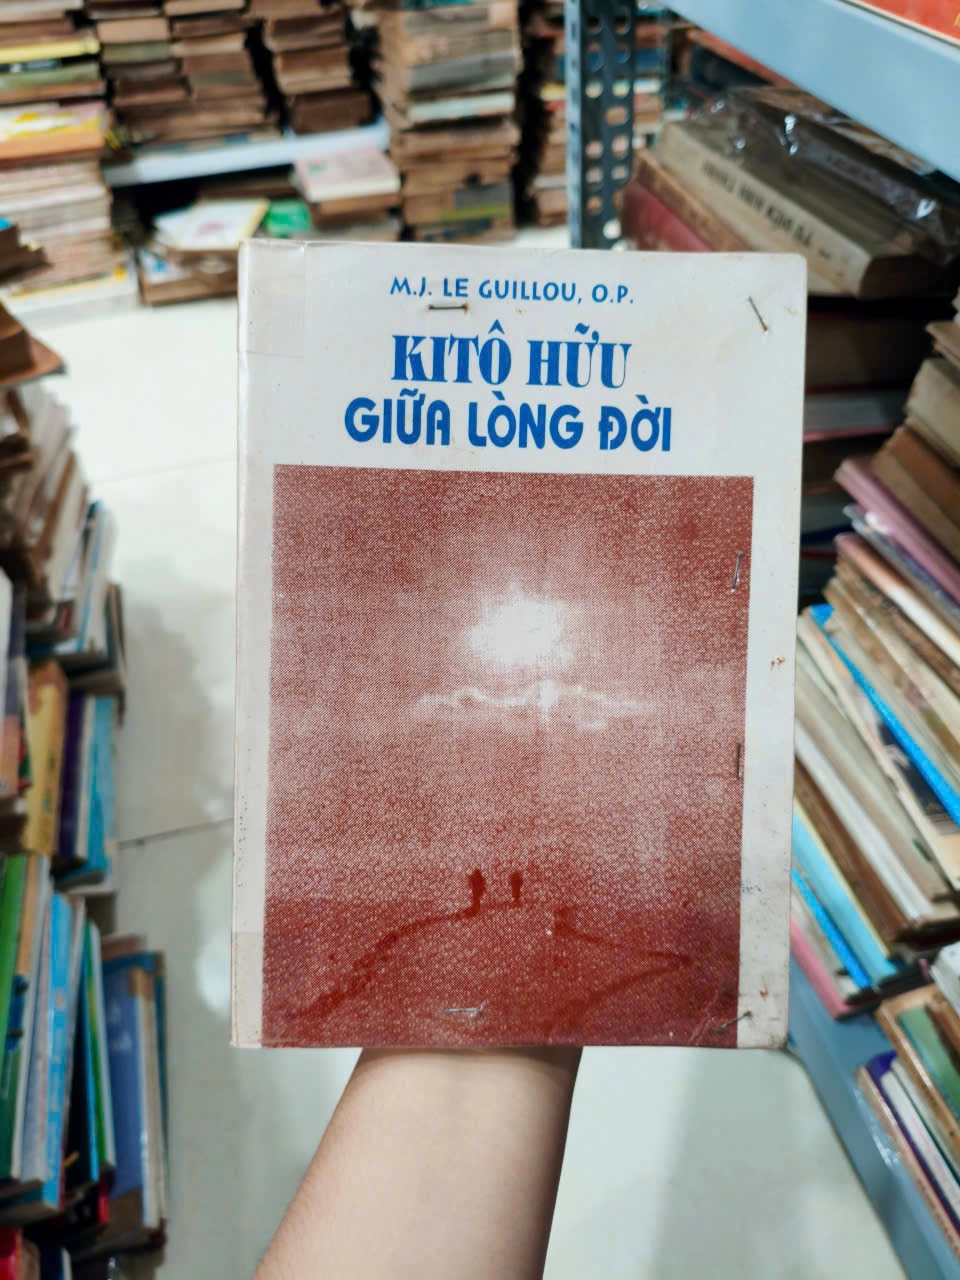 M.J. LE GUILLOU, O.P.
KITÔ HỮU
GIỮA LÒNG ĐỜI